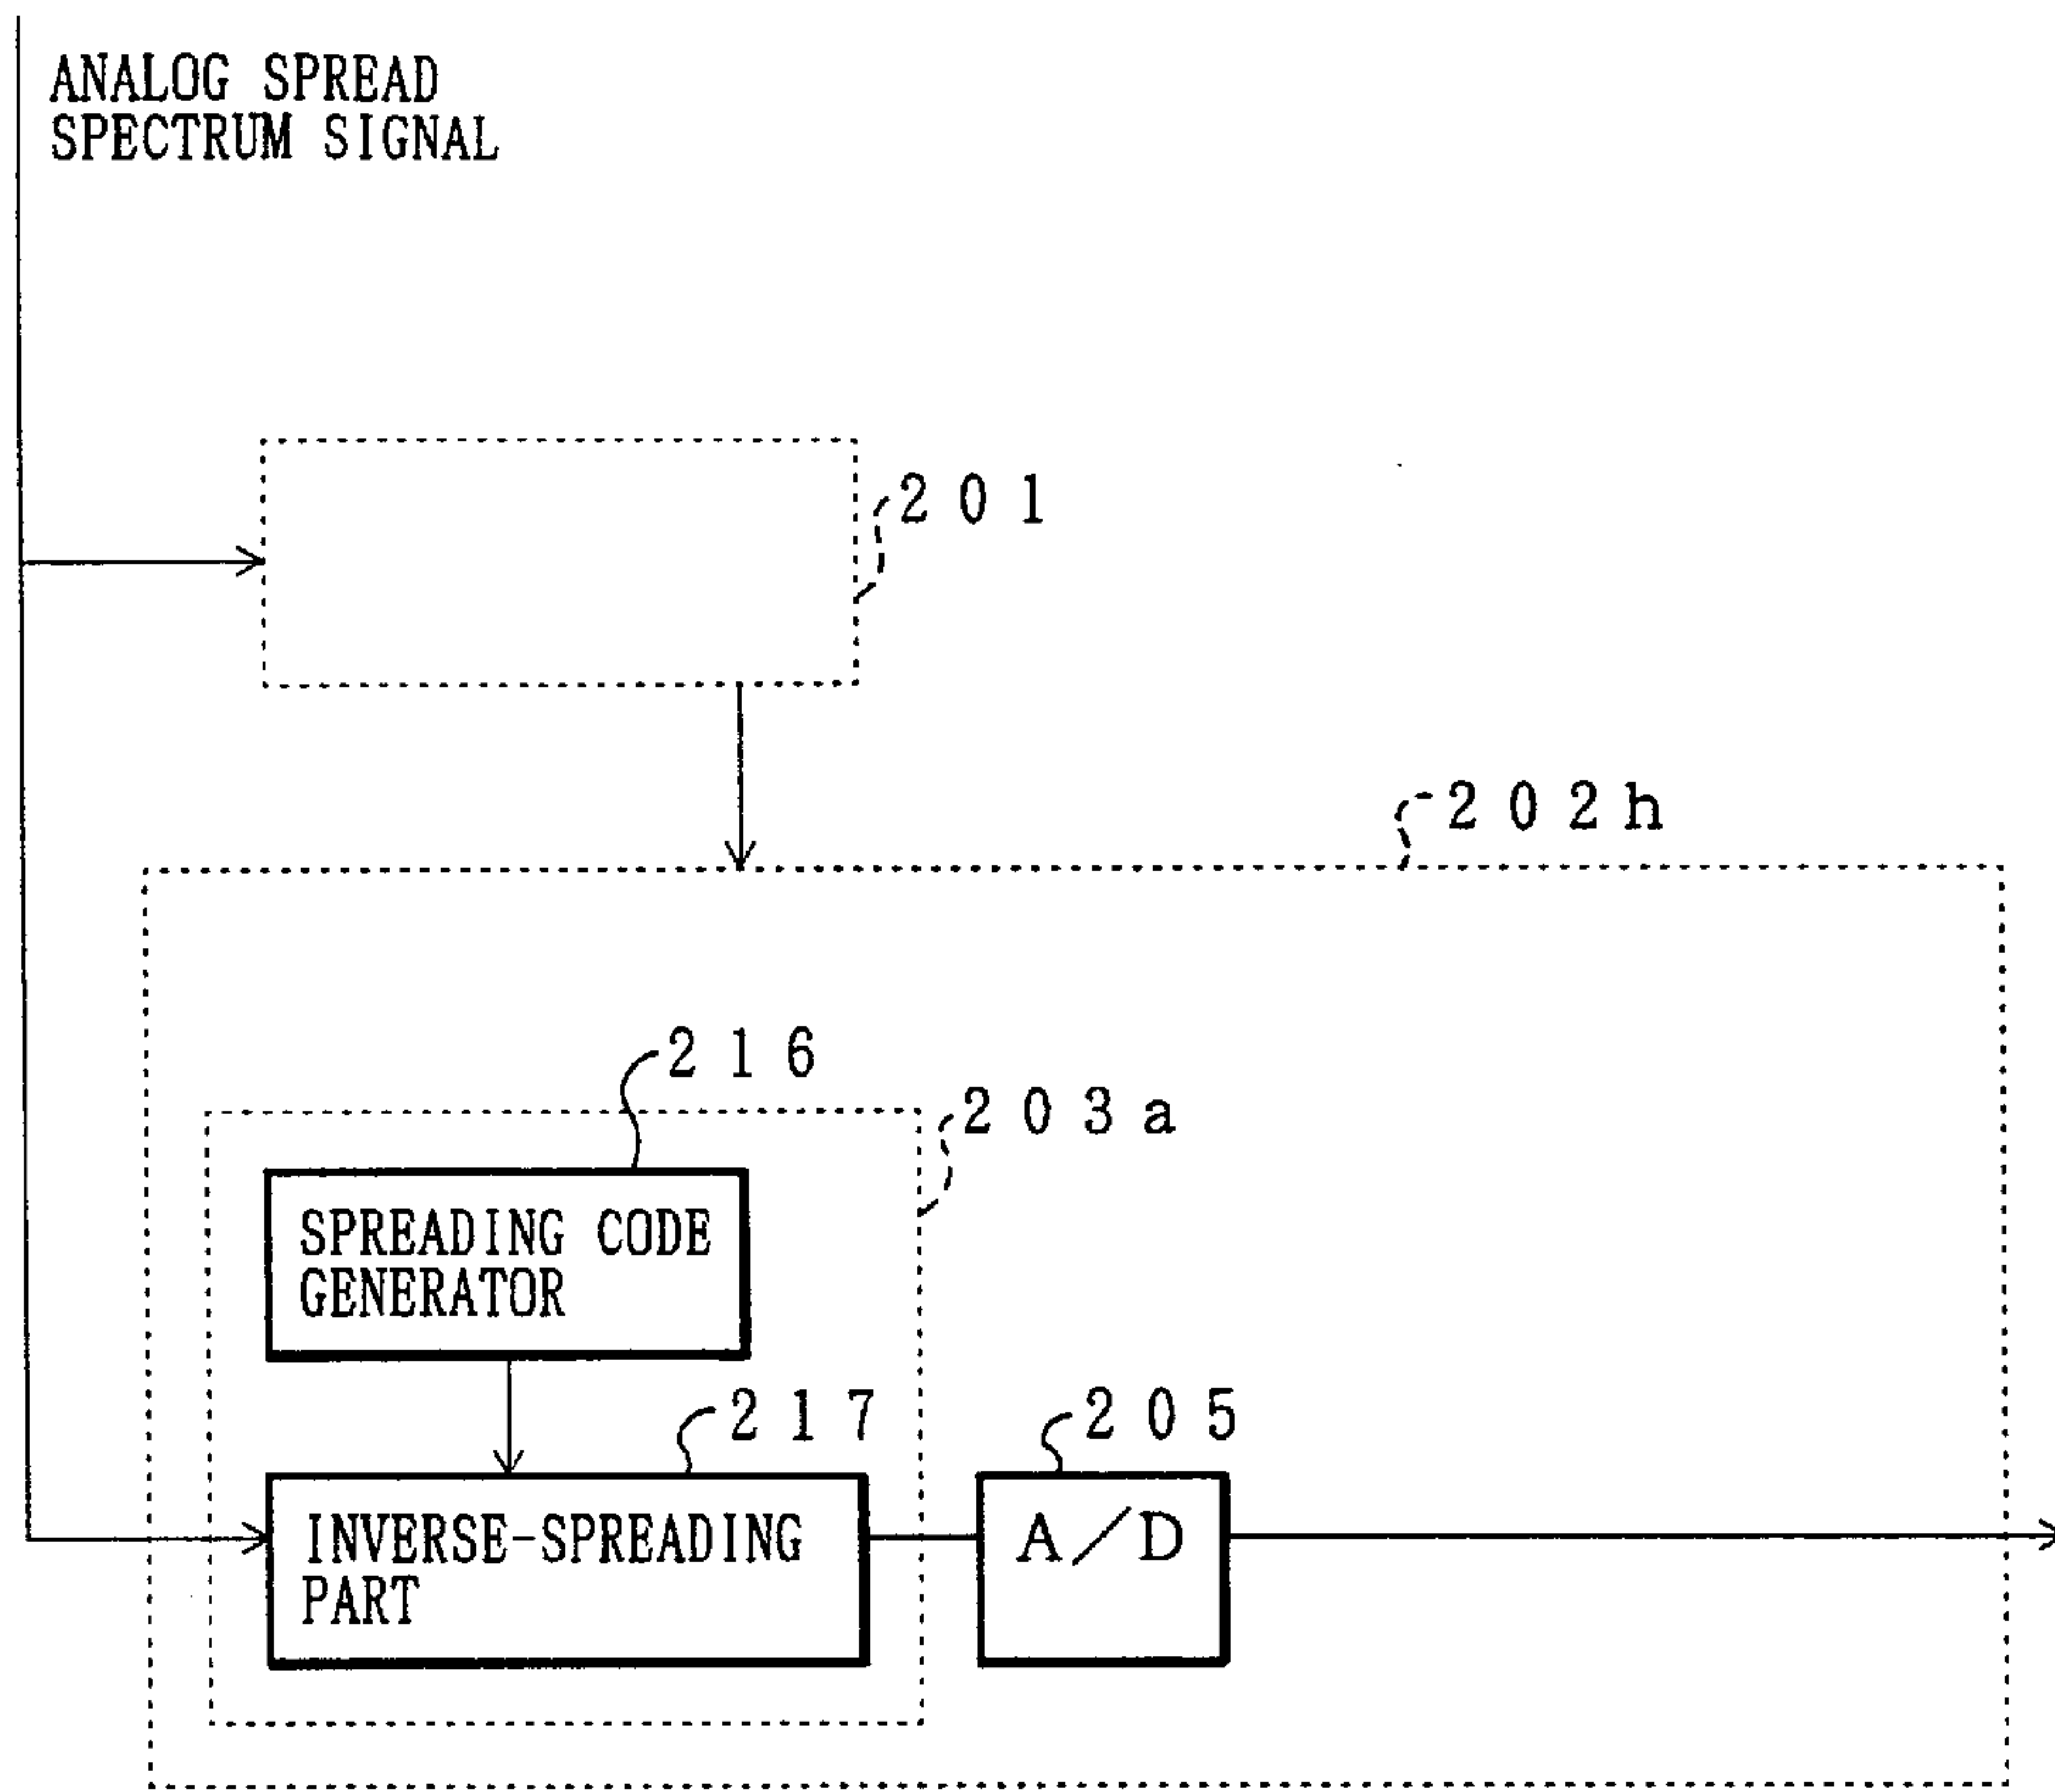 ANALOG SPREAD
SPECTRUM SIGNAL
201
202h
216
203a
SPREADING CODE
GENERATOR
217
205
INVERSE-SPREADING
PART
A/D